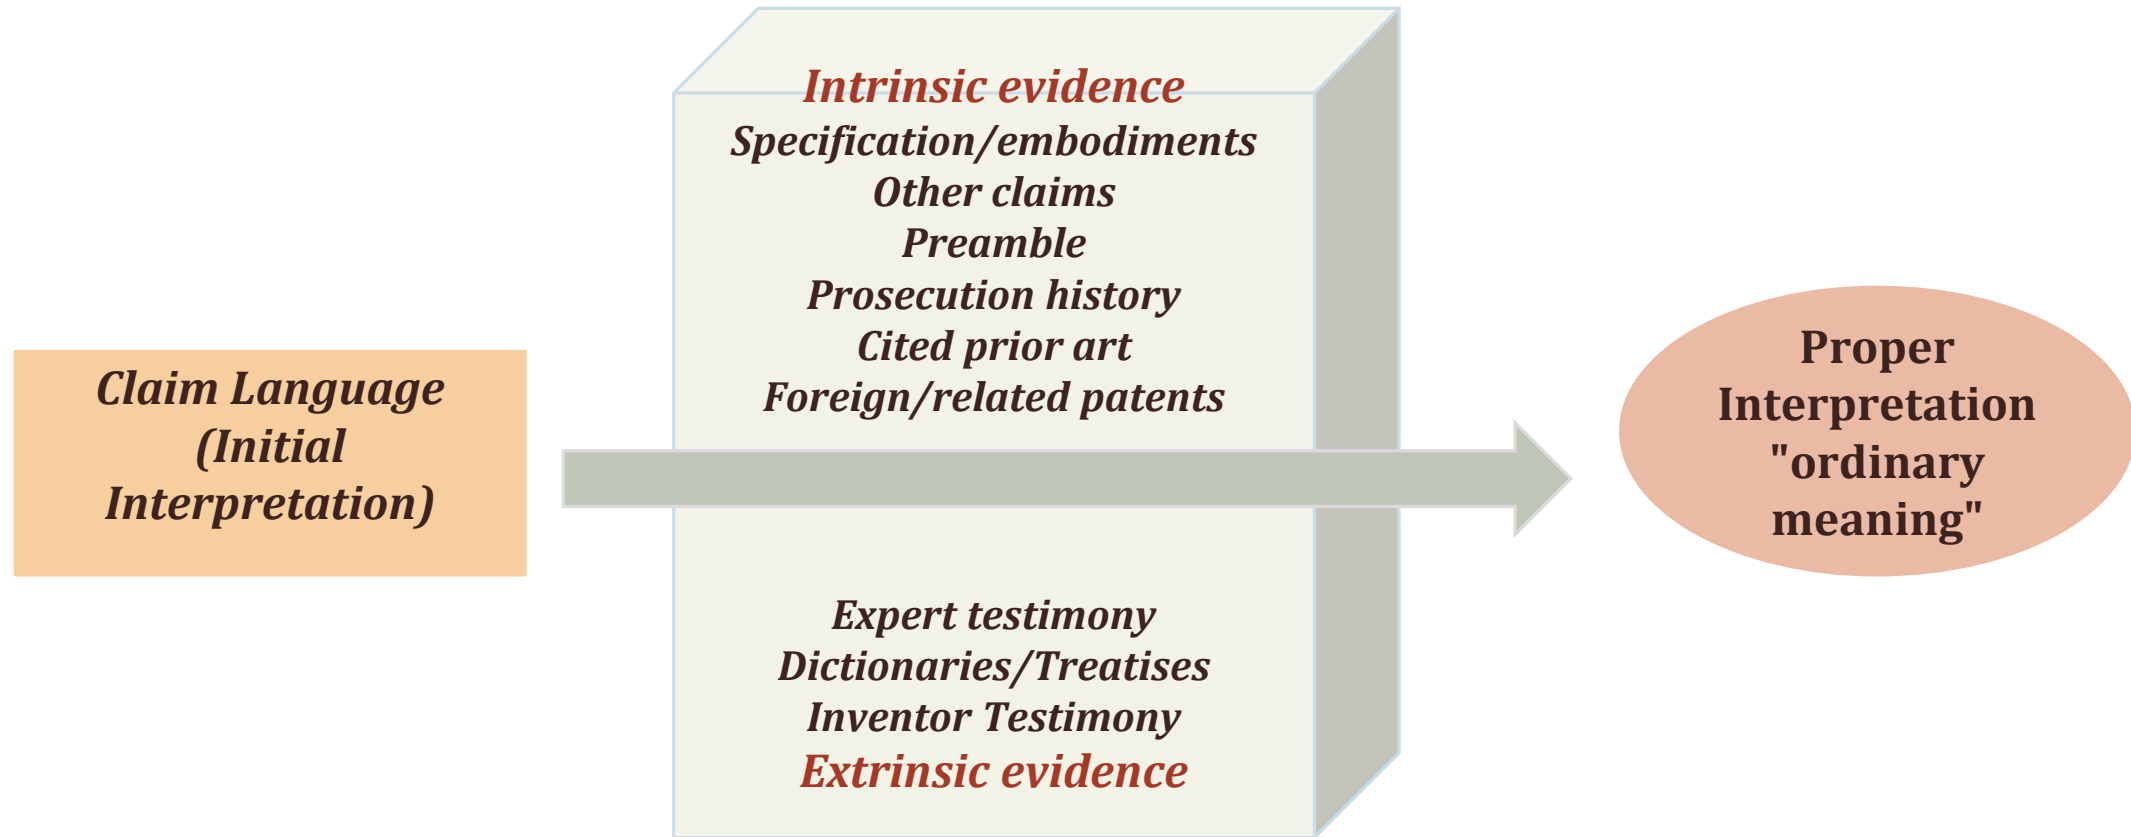 Claim Language
(Initial
Interpretation)
Intrinsic evidence
Specification/embodiments
Other claims
Preamble
Prosecution history
Cited prior art
Foreign/related patents
Expert testimony
Dictionaries/Treatises
Inventor Testimony
Extrinsic evidence
Proper
Interpretation
"ordinary
meaning"